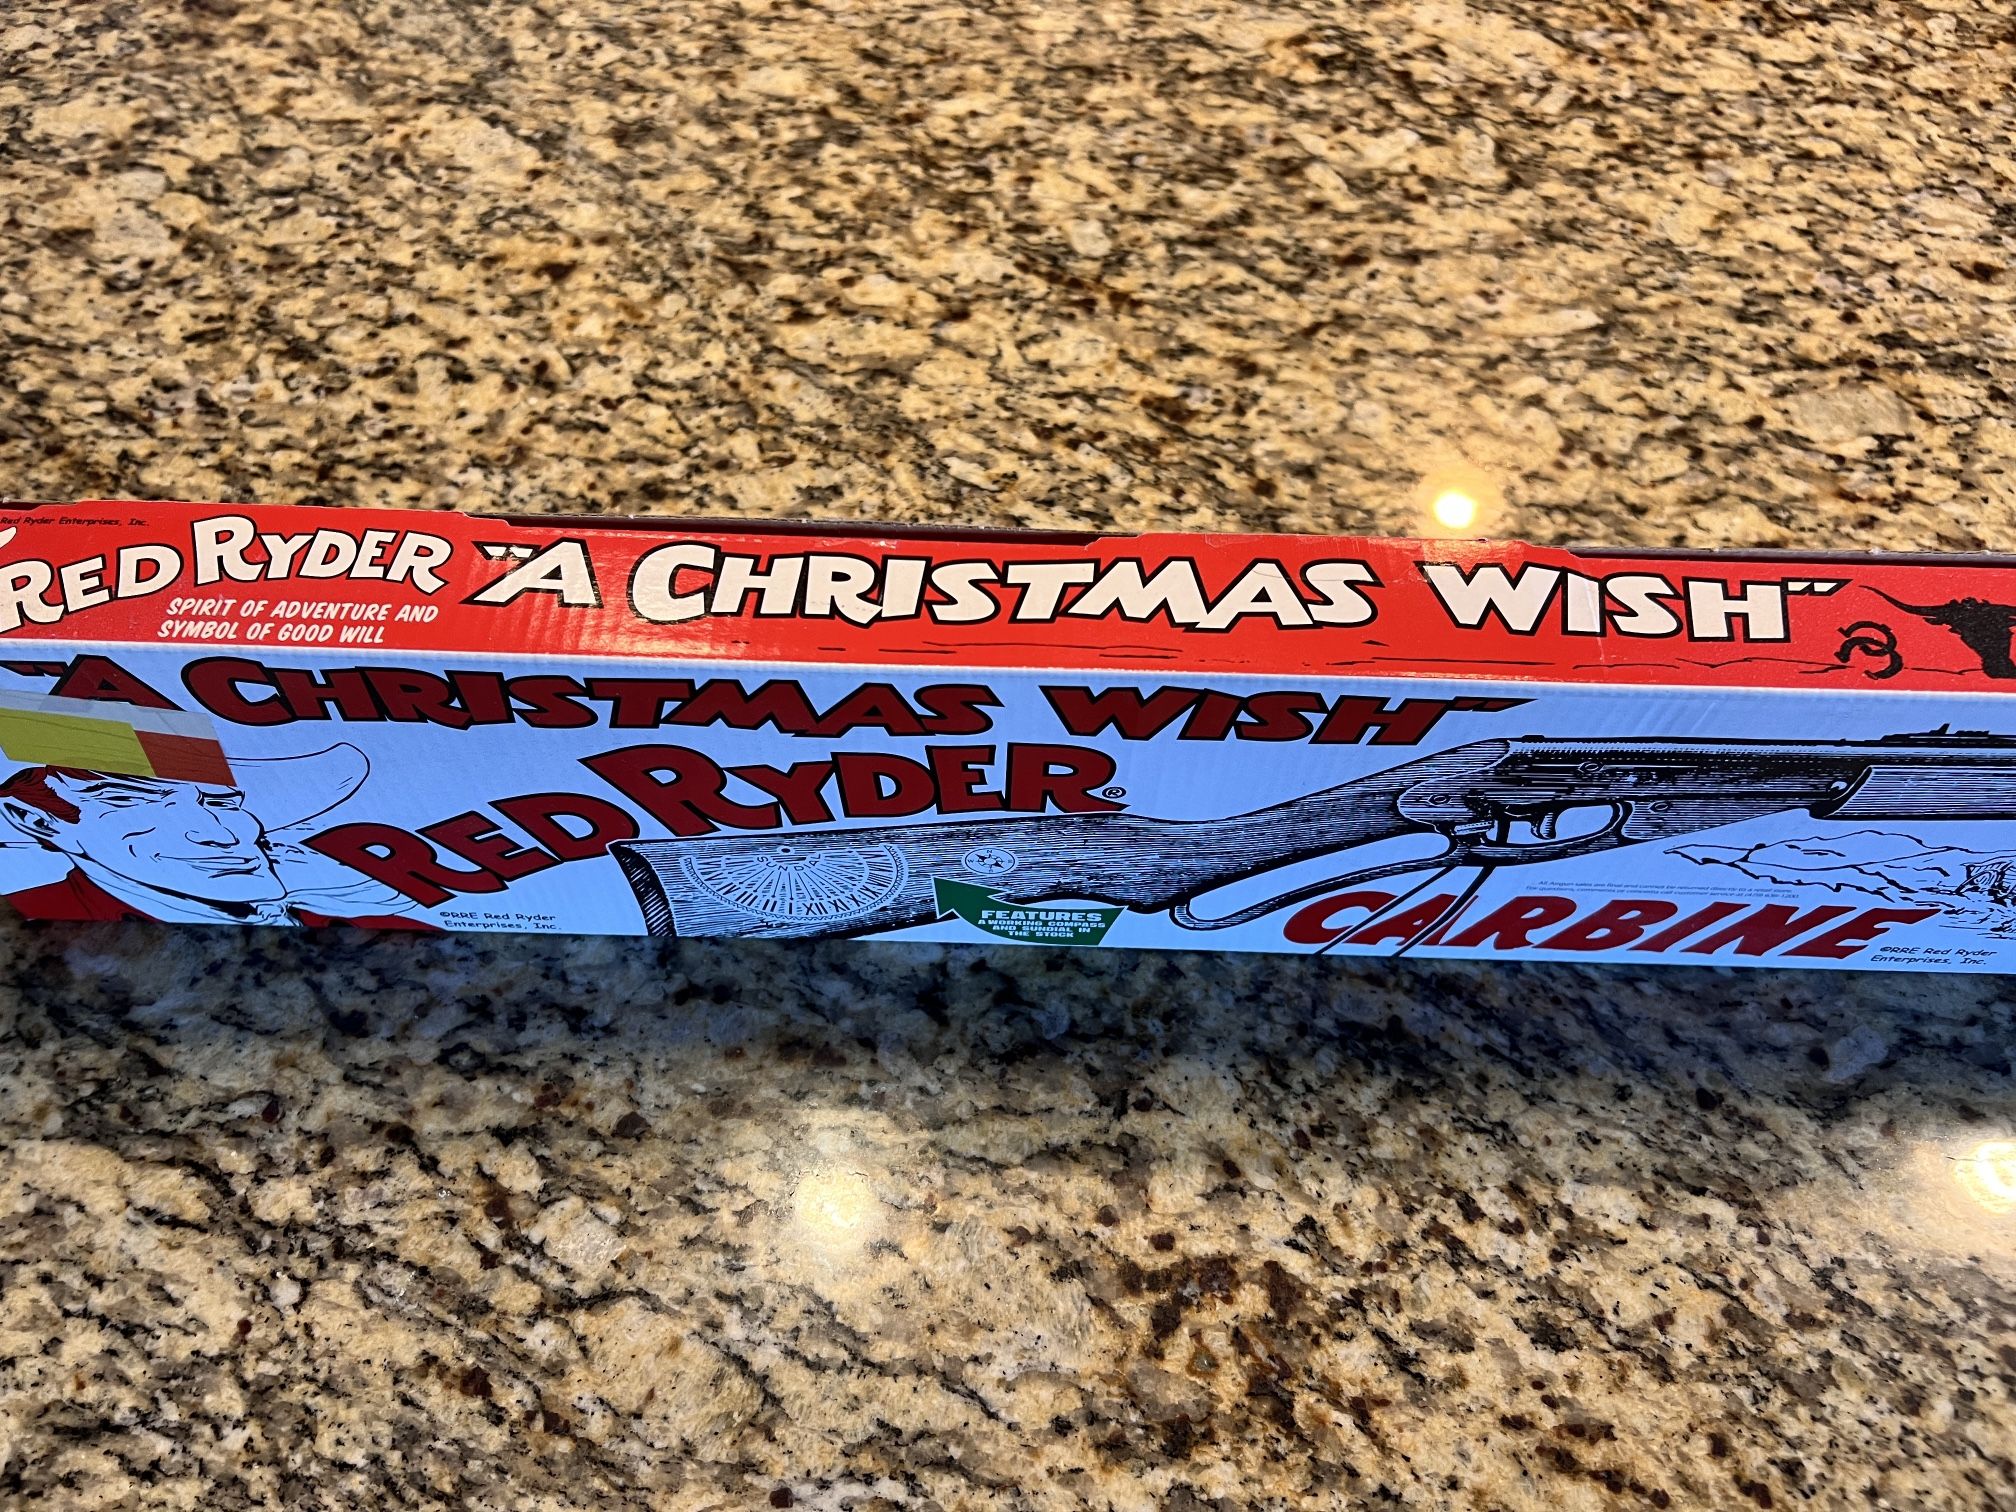 Red Ryder Enterprises, Inc.
RED RYDER "A CHRISTMAS WISH"
SPIRIT OF ADVENTURE AND
SYMBOL OF GOOD WILL
"A CHRISTMAS WISH"
RED RYDER®
SUNDIAL
FEATURES
A WORKING COMPASS
AND SUNDIAL IN
THE STOCK
CARBINE
©RRE Red Ryder
Enterprises, Inc.
©RRE Red Ryder
Enterprises, Inc.